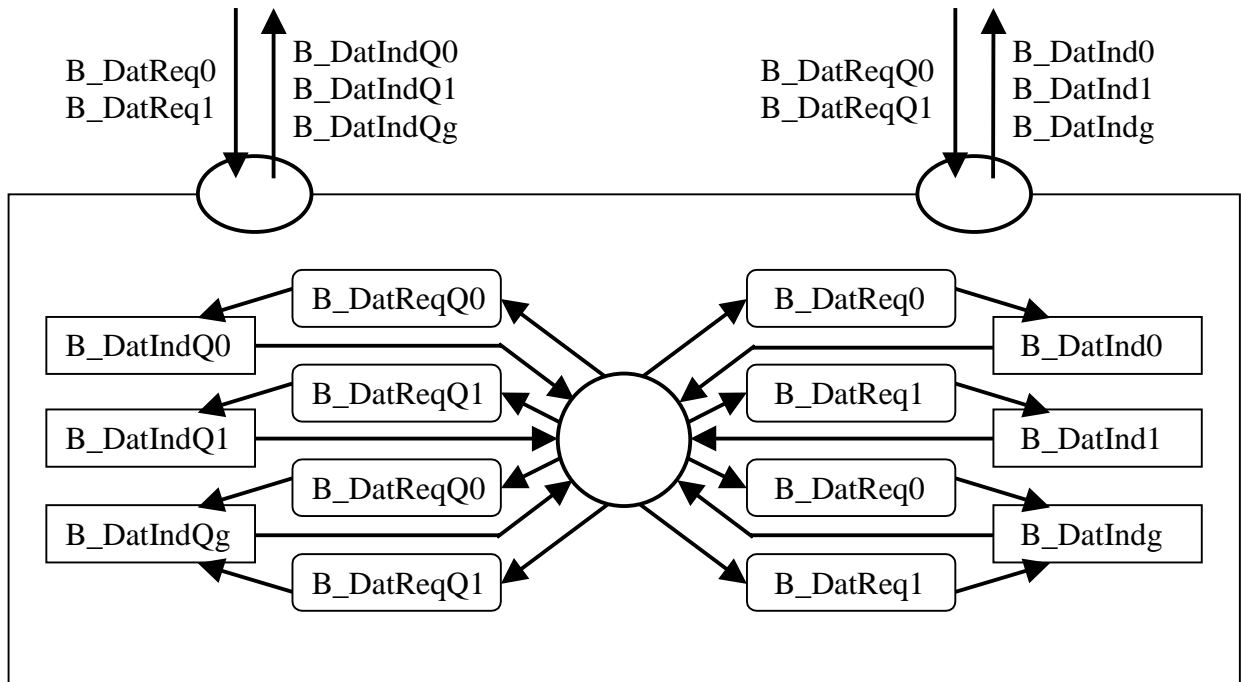 B_DatReq0
B_DatReq1
B_DatIndQ0
B_DatIndQ1
B_DatIndQg
B_DatReqQ0
B_DatReqQ1
B_DatInd0
B_DatInd1
B_DatIndg
B_DatReqQ0
B_DatIndQ0
B_DatReqQ1
B_DatIndQ1
B_DatReqQ0
B_DatIndQg
B_DatReqQ1
B_DatReq0
B_DatInd0
B_DatReq1
B_DatInd1
B_DatReq0
B_DatIndg
B_DatReq1